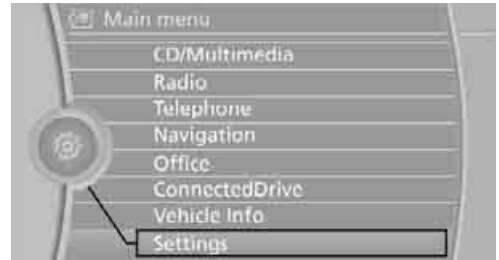 Main menu
CD/Multimedia
Radio
Telephone
Navigation
Office
ConnectedDrive
Vehicle Info
Settings